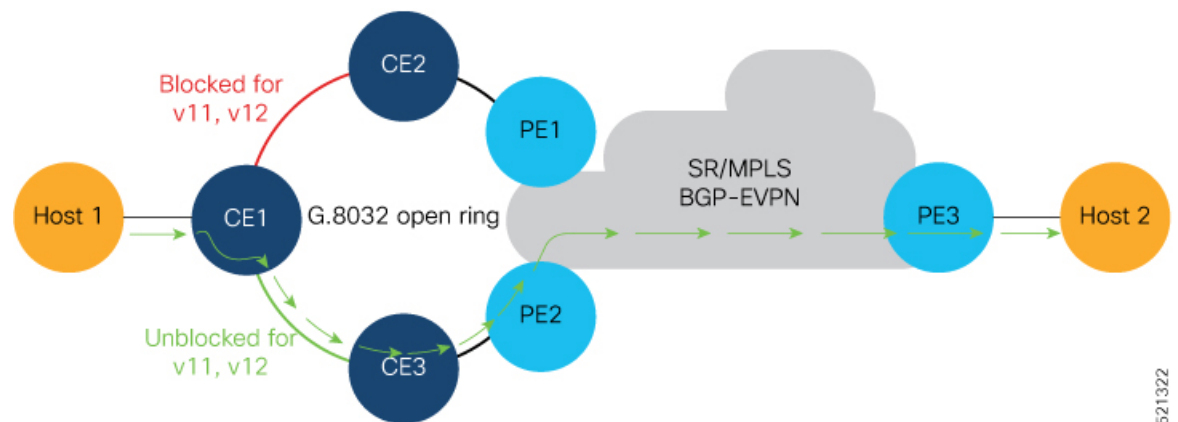 CE2
Blocked for
v11, v12
PE1
SR/MPLS
BGP-EVPN
Host 1
CE1
G.8032 open ring
PE3
Host 2
PE2
Unblocked for
v11, v12
CE3
521322